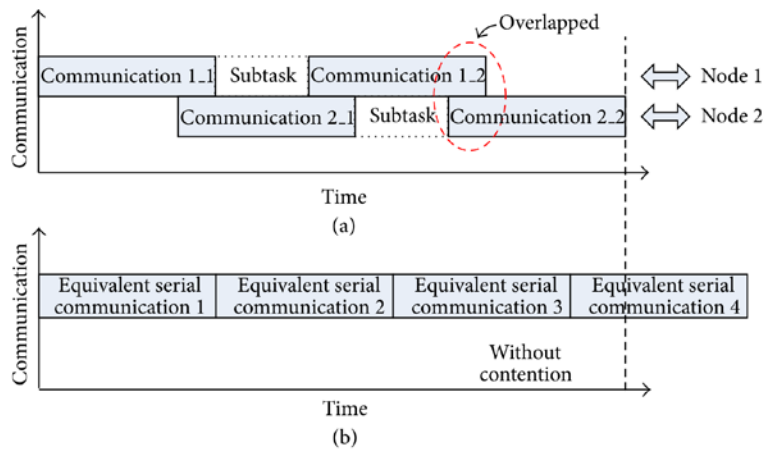 Overlapped
Communication
Communication 1_1
Subtask
Communication 1_2
Node 1
Communication 2_1
Subtask
Communication 2_2
Node 2
Time
(a)
Communication
Equivalent serial
communication 1
Equivalent serial
communication 2
Equivalent serial
communication 3
Equivalent serial
communication 4
Without
contention
Time
(b)